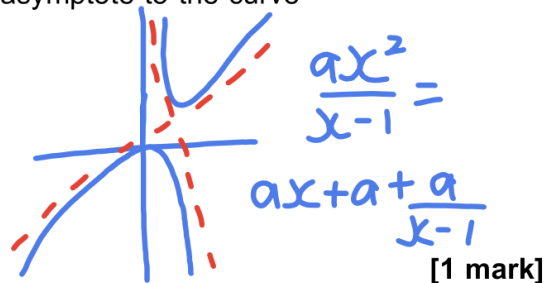 asymptote to the curve
ax²
x-1 =
ax+a+ a
x-1
[1 mark]